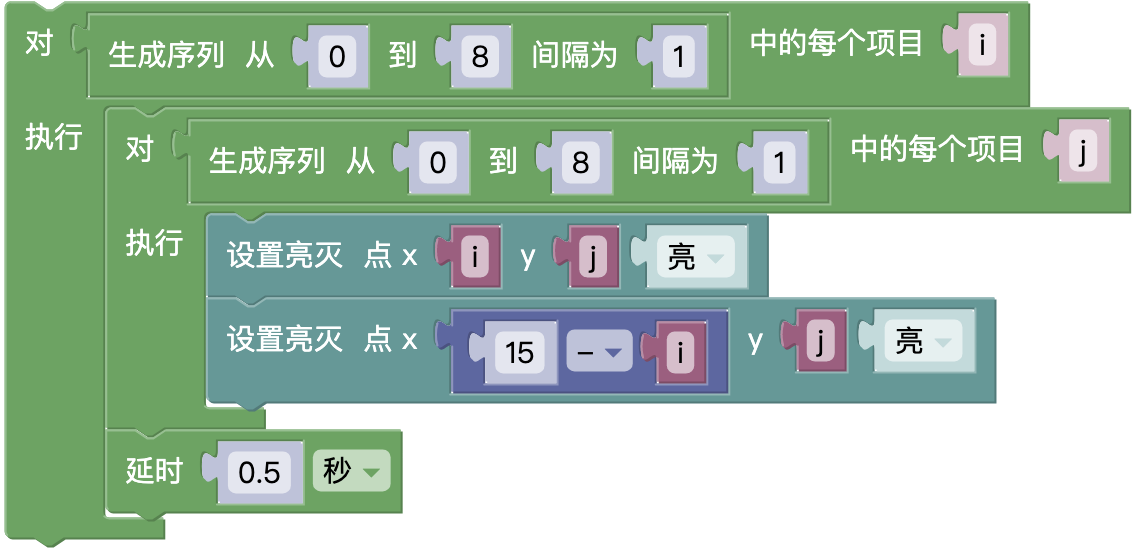 对 生成序列 从 0 到 8 间隔为 1 中的每个项目 i
执行 对 生成序列 从 0 到 8 间隔为 1 中的每个项目 j
执行 设置亮灭 点 x i y j 亮
设置亮灭 点 x 15 - i y j 亮
延时 0.5 秒